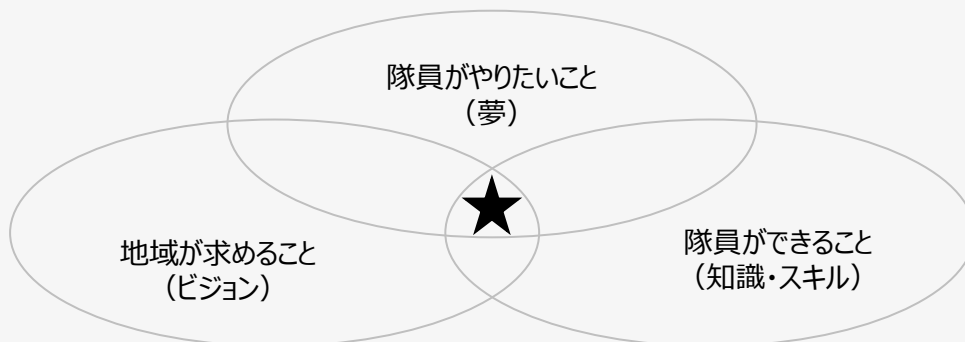 隊員がやりたいこと
（夢）
地域が求めること
（ビジョン）
隊員ができること
（知識・スキル）